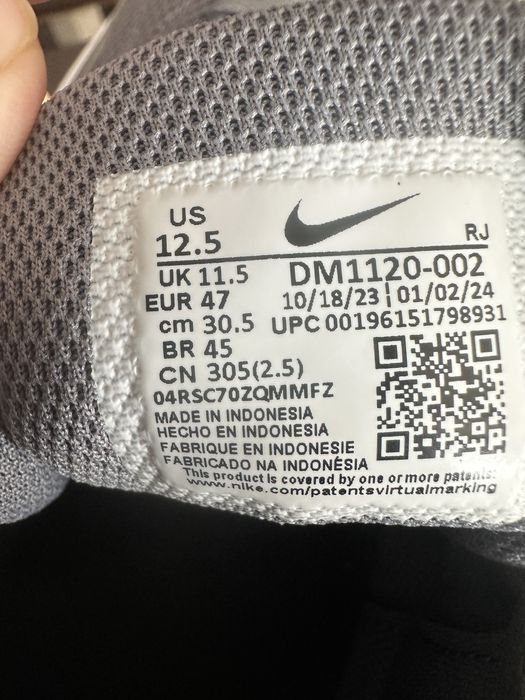 US
12.5
RJ
UK 11.5
DM1120-002
EUR 47
10/18/23 | 01/02/24
cm 30.5
UPC 00196151798931
BR 45
CN 305(2.5)
04RSC70ZQMMFZ
MADE IN INDONESIA
HECHO EN INDONESIA
FABRIQUE EN INDONESIE
FABRICADO NA INDONÉSIA
This product is covered by one or more patents:
www.nike.com/patentsvirtualmarking